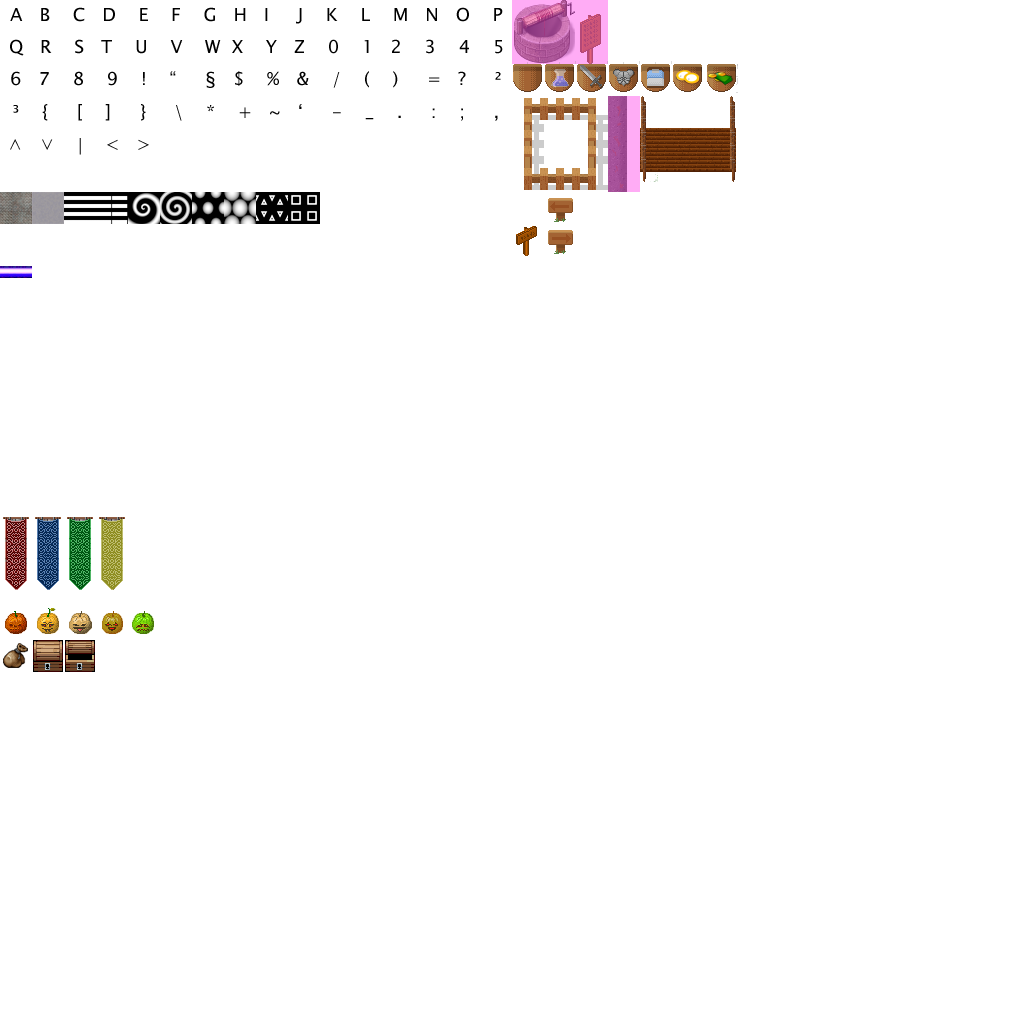 A B C D E F G H I J K L M N O P
Q R S T U V W X Y Z 0 1 2 3 4 5
6 7 8 9 ! “ § $ % & / ( ) = ? ²
³ { [ ] } \ * + ~ ‘ – _ . : ; ,
^ v | < >